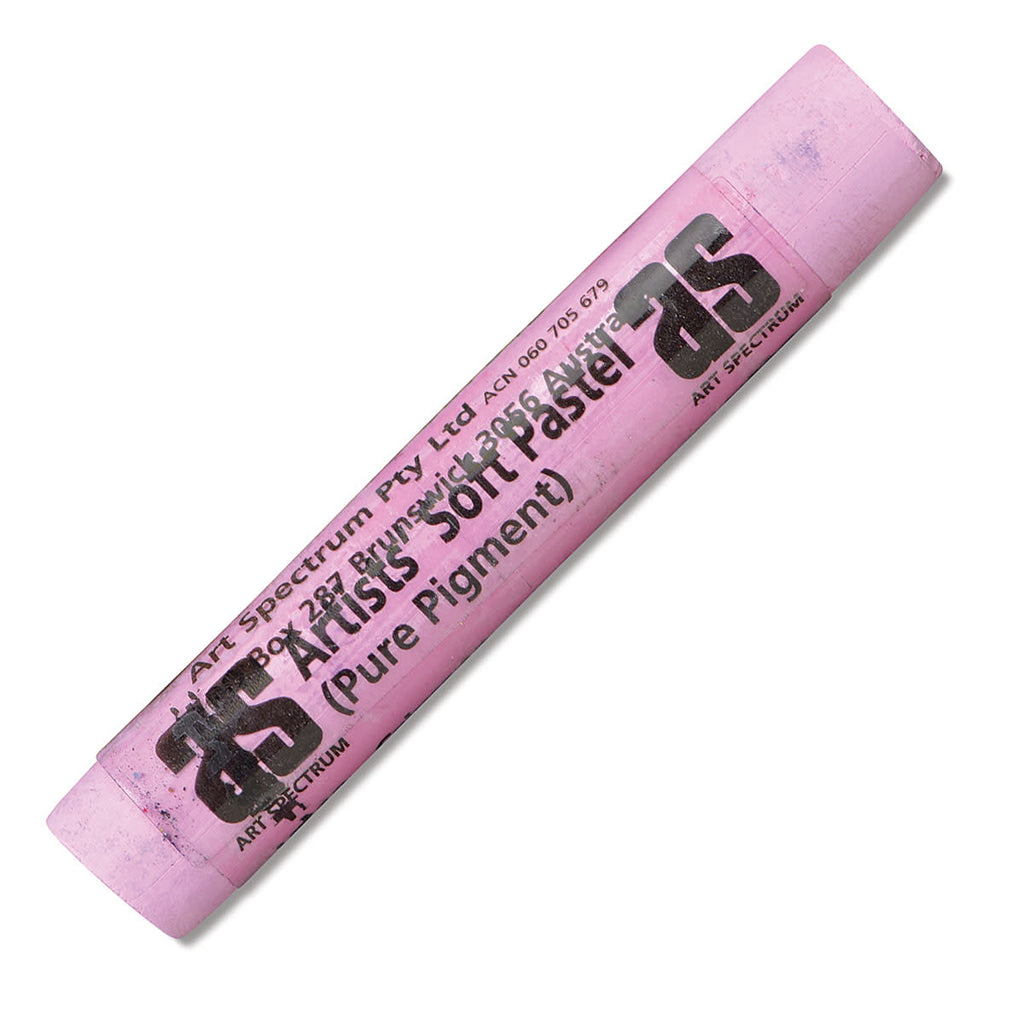 Art Spectrum Pty Ltd ACN 060 705 679
Box 287 Brunswick 3056
Artists' Soft Pastel
(Pure Pigment)
as
ART SPECTRUM
as
ART SPECTRUM